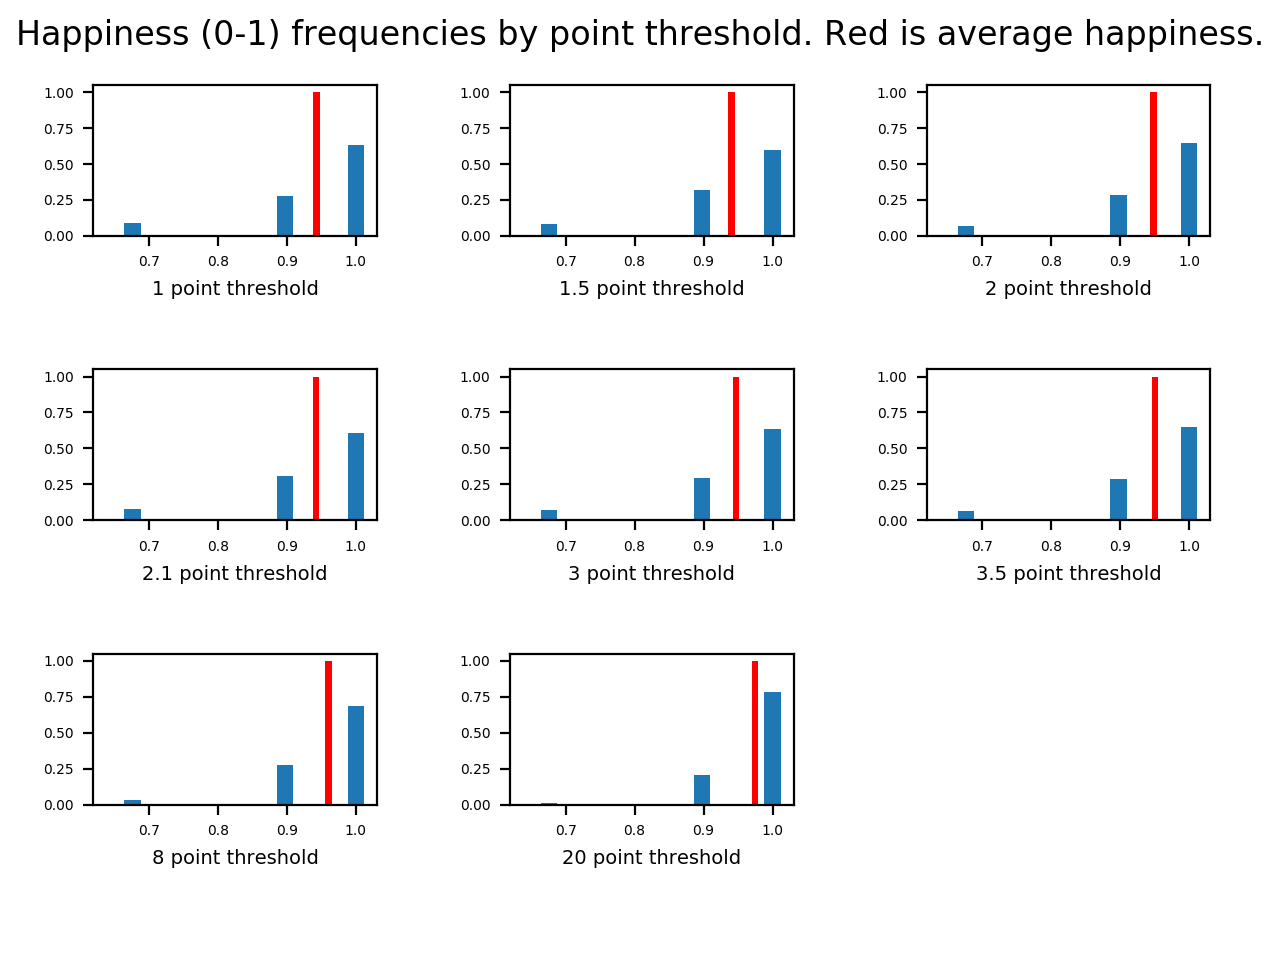 Happiness (0-1) frequencies by point threshold. Red is average happiness.
1.00 1.00 1.00
0.75 0.75 0.75
0.50 0.50 0.50
0.25 0.25 0.25
0.00 0.00 0.00
0.7 0.8 0.9 1.0 0.7 0.8 0.9 1.0 0.7 0.8 0.9 1.0
1 point threshold 1.5 point threshold 2 point threshold
1.00 1.00 1.00
0.75 0.75 0.75
0.50 0.50 0.50
0.25 0.25 0.25
0.00 0.00 0.00
0.7 0.8 0.9 1.0 0.7 0.8 0.9 1.0 0.7 0.8 0.9 1.0
2.1 point threshold 3 point threshold 3.5 point threshold
1.00 1.00
0.75 0.75
0.50 0.50
0.25 0.25
0.00 0.00
0.7 0.8 0.9 1.0 0.7 0.8 0.9 1.0
8 point threshold 20 point threshold